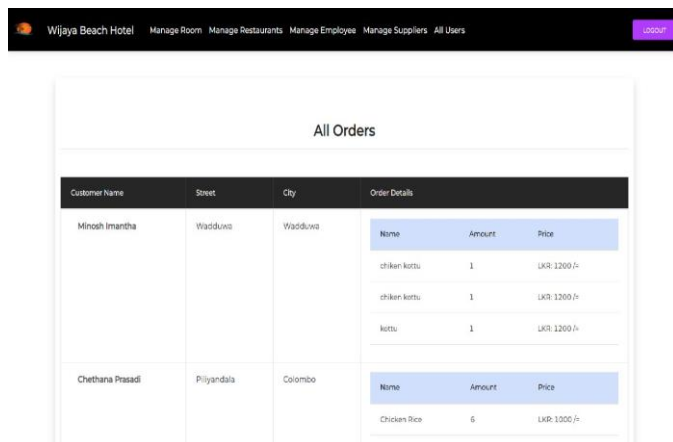 Wijaya Beach Hotel Manage Room Manage Restaurants Manage Employee Manage Suppliers All Users LOGOUT
All Orders
Customer Name Street City Order Details
Minosh Imantha Wadduwa Wadduwa
Name Amount Price
chiken kottu 1 LKR: 1200 /=
chiken kottu 1 LKR: 1200 /=
kottu 1 LKR: 1200 /=
Chethana Prasadi Piliyandala Colombo
Name Amount Price
Chicken Rice 6 LKR: 1000 /=